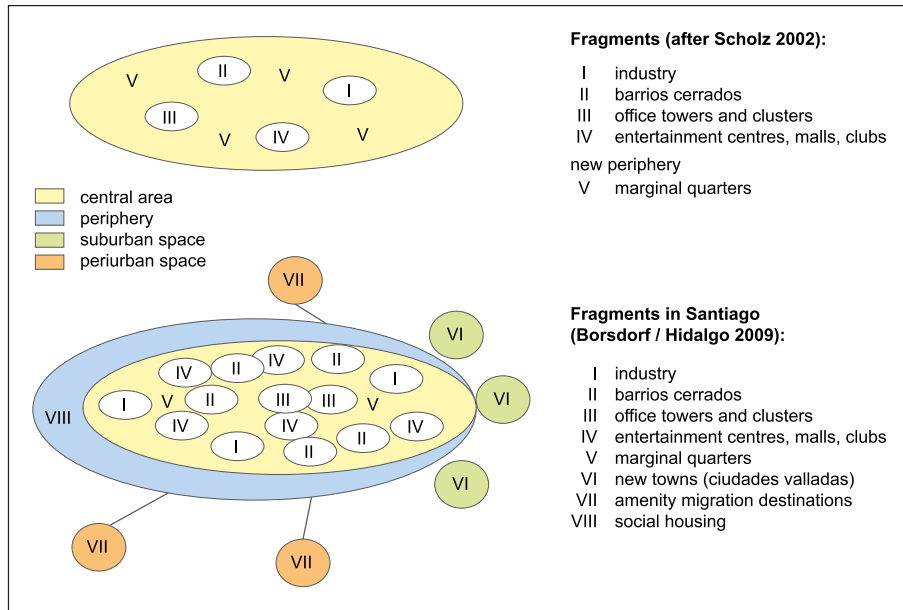 Fragments (after Scholz 2002):
I industry
II barrios cerrados
III office towers and clusters
IV entertainment centres, malls, clubs
new periphery
V marginal quarters
V
II
V
I
III
V
IV
V
central area
periphery
suburban space
periurban space
Fragments in Santiago
(Borsdorf / Hidalgo 2009):
I industry
II barrios cerrados
III office towers and clusters
IV entertainment centres, malls, clubs
V marginal quarters
VI new towns (ciudades valladas)
VII amenity migration destinations
VIII social housing
VII
VI
IV
II
IV
II
I
VI
I
V
II
III
III
V
VIII
IV
IV
IV
I
II
II
VI
VII
VII